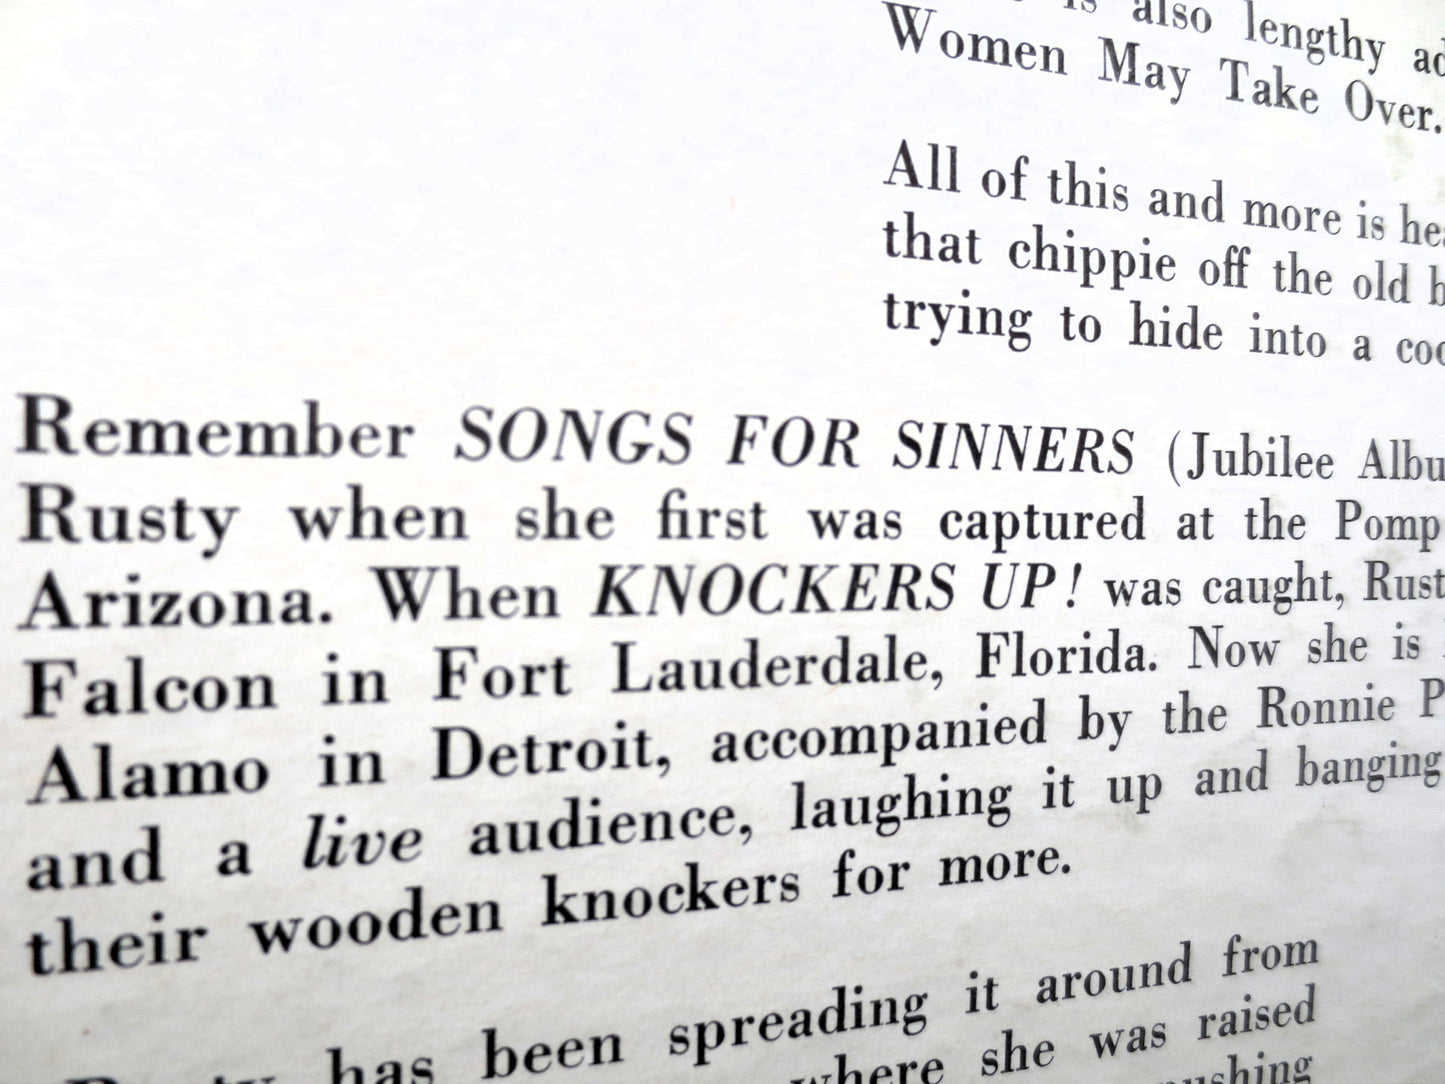 is also lengthy
Women May Take Over.
All of this and more is
that chippie off the old
trying to hide into a
Remember SONGS FOR SINNERS (Jubilee
Rusty when she first was captured at the
Arizona. When KNOCKERS UP! was caught,
Falcon in Fort Lauderdale, Florida. Now she is
Alamo in Detroit, accompanied by the Ronnie
and a live audience, laughing it up and banging
their wooden knockers for more.
has been spreading it around from
where she was raised